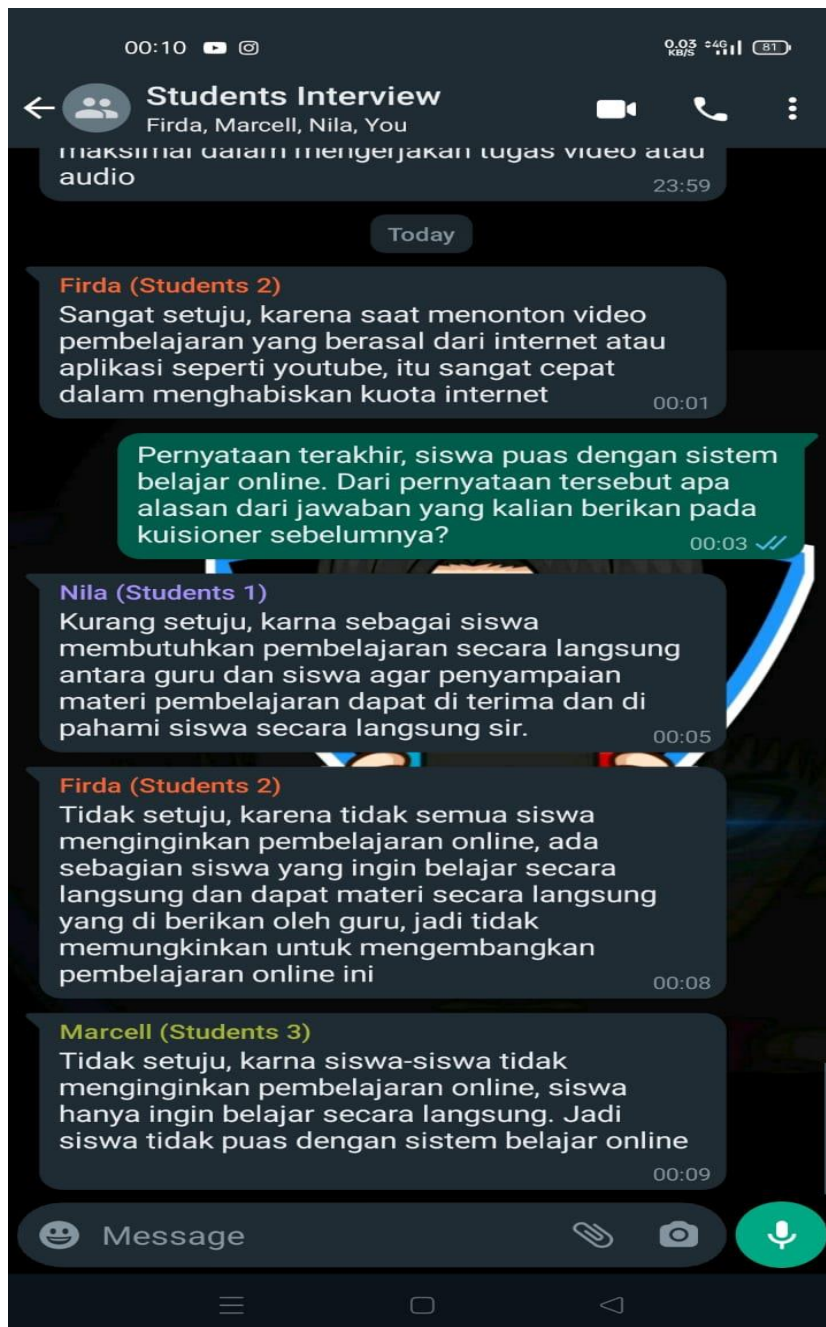 00:10
0.03 KB/S 4G 81
Students Interview
Firda, Marcell, Nila, You
maksimal dalam mengerjakan tugas video atau
audio
23:59
Today
Firda (Students 2)
Sangat setuju, karena saat menonton video
pembelajaran yang berasal dari internet atau
aplikasi seperti youtube, itu sangat cepat
dalam menghabiskan kuota internet
00:01
Pernyataan terakhir, siswa puas dengan sistem
belajar online. Dari pernyataan tersebut apa
alasan dari jawaban yang kalian berikan pada
kuisioner sebelumnya?
00:03
Nila (Students 1)
Kurang setuju, karna sebagai siswa
membutuhkan pembelajaran secara langsung
antara guru dan siswa agar penyampaian
materi pembelajaran dapat di terima dan di
pahami siswa secara langsung sir.
00:05
Firda (Students 2)
Tidak setuju, karena tidak semua siswa
menginginkan pembelajaran online, ada
sebagian siswa yang ingin belajar secara
langsung dan dapat materi secara langsung
yang di berikan oleh guru, jadi tidak
memungkinkan untuk mengembangkan
pembelajaran online ini
00:08
Marcell (Students 3)
Tidak setuju, karna siswa-siswa tidak
menginginkan pembelajaran online, siswa
hanya ingin belajar secara langsung. Jadi
siswa tidak puas dengan sistem belajar online
00:09
Message